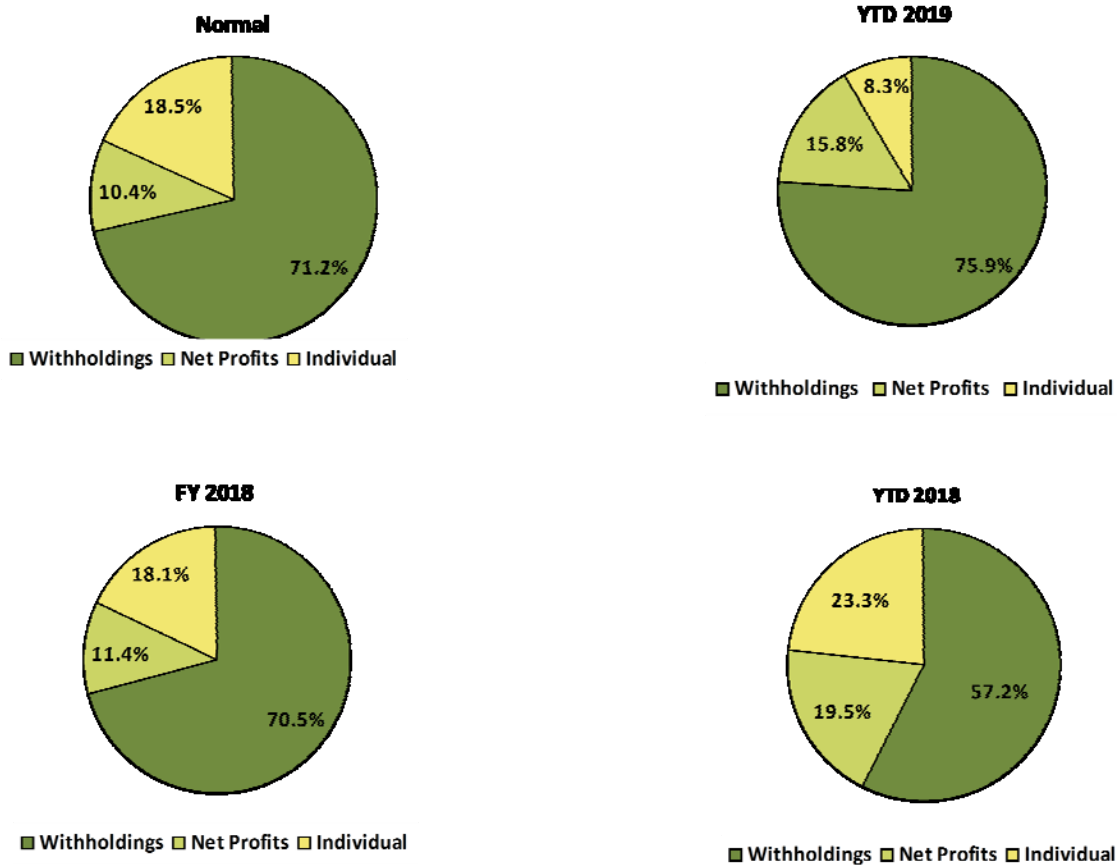 Normal
18.5%
10.4%
71.2%
Withholdings Net Profits Individual
YTD 2019
8.3%
15.8%
75.9%
Withholdings Net Profits Individual
FY 2018
18.1%
11.4%
70.5%
Withholdings Net Profits Individual
YTD 2018
23.3%
19.5%
57.2%
Withholdings Net Profits Individual